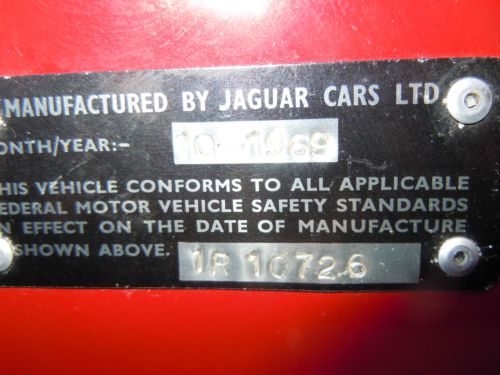 MANUFACTURED BY JAGUAR CARS LTD
ONTH/YEAR:- 10 1969
HIS VEHICLE CONFORMS TO ALL APPLICABLE
EDERAL MOTOR VEHICLE SAFETY STANDARDS
N EFFECT ON THE DATE OF MANUFACTURE
SHOWN ABOVE. 1R 10726